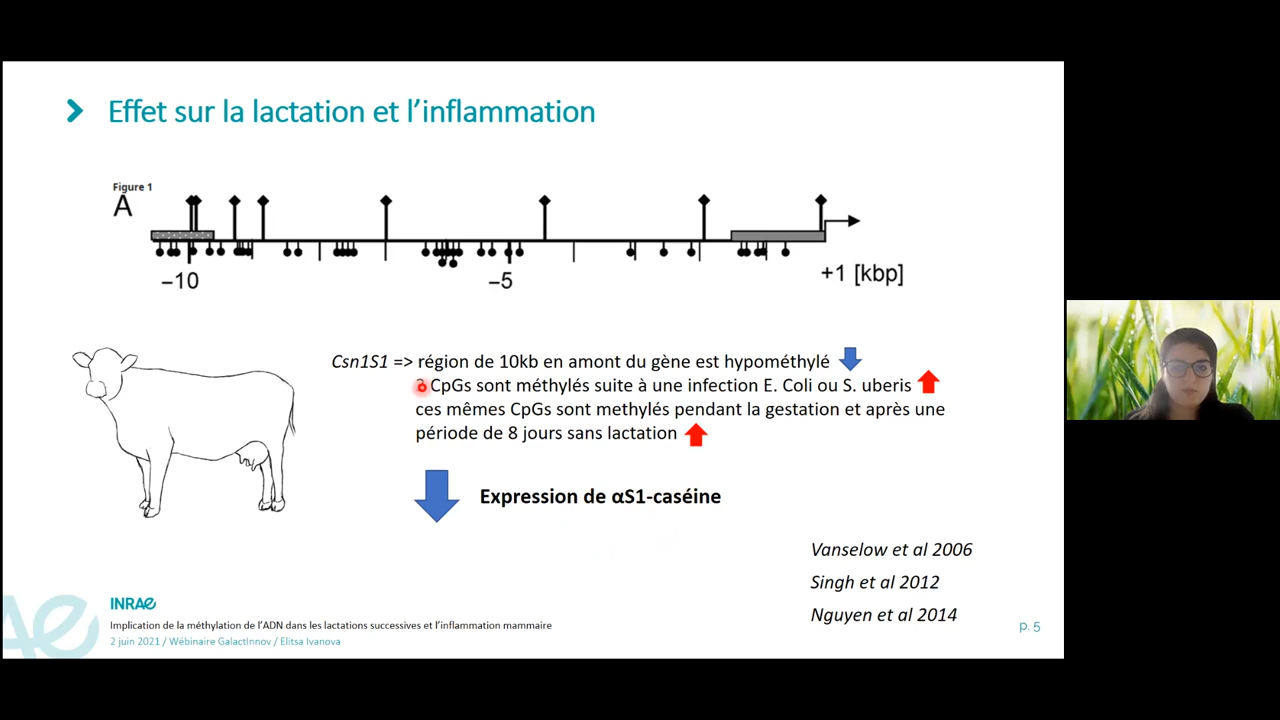 Effet sur la lactation et l’inflammation
Figure 1
A
−10
−5
+1 [kbp]
Csn1S1 => région de 10kb en amont du gène est hypométhylé
CpGs sont méthylés suite à une infection E. Coli ou S. uberis
ces mêmes CpGs sont methylés pendant la gestation et après une
période de 8 jours sans lactation
Expression de αS1-caséine
Vanselow et al 2006
Singh et al 2012
Nguyen et al 2014
INRAE
Implication de la méthylation de l’ADN dans les lactations successives et l’inflammation mammaire
2 juin 2021 / Wébinaire GalactInnov / Elitsa Ivanova
p. 5